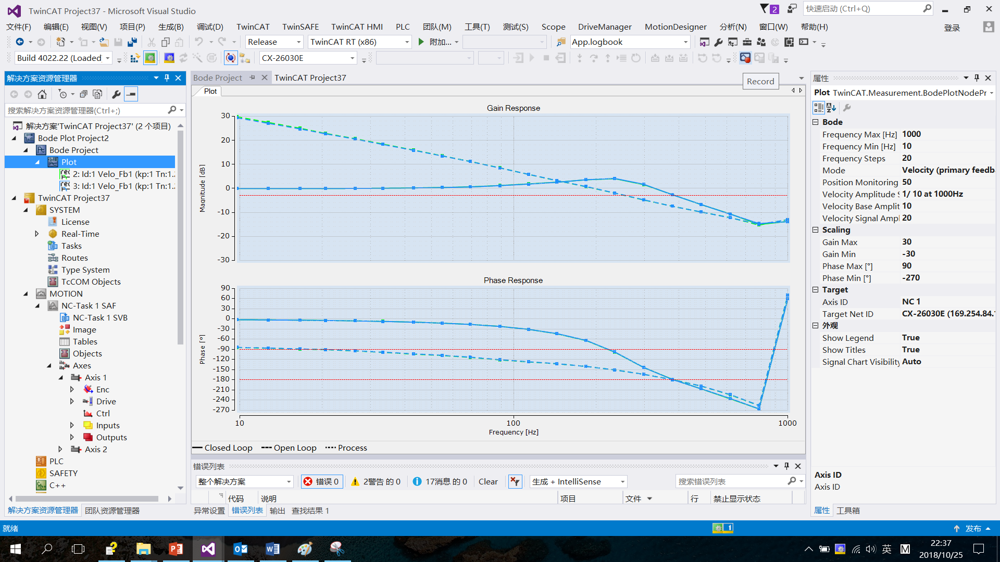 TwinCAT Project37 - Microsoft Visual Studio
2
快速启动 (Ctrl+Q)
文件(F) 编辑(E) 视图(V) 项目(P) 生成(B) 调试(D) TwinCAT TwinSAFE TwinCAT HMI PLC 团队(M) 工具(T) 测试(S) Scope DriveManager MotionDesigner 分析(N) 窗口(W) 帮助(H) 登录
Release TwinCAT RT (x86) 附加... App.logbook
Build 4022.22 (Loaded) CX-26030E
解决方案资源管理器
搜索解决方案资源管理器(Ctrl+;)
解决方案'TwinCAT Project37' (2 个项目)
Bode Plot Project2
Bode Project
Plot
2: Id:1 Velo_Fb1 (kp:1 Tn:1.
3: Id:1 Velo_Fb1 (kp:1 Tn:1.
TwinCAT Project37
SYSTEM
License
Real-Time
Tasks
Routes
Type System
TcCOM Objects
MOTION
NC-Task 1 SAF
NC-Task 1 SVB
Image
Tables
Objects
Axes
Axis 1
Enc
Drive
Ctrl
Inputs
Outputs
Axis 2
PLC
SAFETY
C++
解决方案资源管理器 团队资源管理器
Bode Project TwinCAT Project37
Record
Plot
Gain Response
Magnitude [dB]
30
20
10
0
-10
-20
-30
Phase Response
Phase [°]
90
60
30
0
-30
-60
-90
-120
-150
-180
-210
-240
-270
10 100 1000
Frequency [Hz]
Closed Loop Open Loop Process
错误列表
整个解决方案 错误 0 2警告 的 0 17消息 的 0 Clear 生成 + IntelliSense 搜索错误列表
代码 说明 项目 文件 行 禁止显示状态
异常设置 错误列表 输出 查找结果 1
属性
Plot TwinCAT.Measurement.BodePlotNodePr
Bode
Frequency Max [Hz] 1000
Frequency Min [Hz] 10
Frequency Steps 20
Mode Velocity (primary feedb
Position Monitoring 50
Velocity Amplitude S 1/ 10 at 1000Hz
Velocity Base Amplit 10
Velocity Signal Ampl 20
Scaling
Gain Max 30
Gain Min -30
Phase Max [°] 90
Phase Min [°] -270
Target
Axis ID NC 1
Target Net ID CX-26030E (169.254.84.
外观
Show Legend True
Show Titles True
Signal Chart Visibility Auto
Axis ID
Axis ID
属性 工具箱
就绪
1
发布
英
M
22:37
2018/10/25